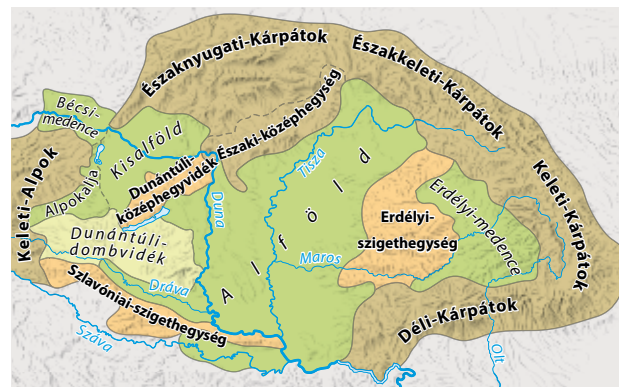 Északnyugati-Kárpátok
Északkeleti-Kárpátok
Bécsi-
medence
Kisalföld
Északi-középhegység
Keleti-Alpok
Alpokalja
Dunántúli-
középhegyvidék
Tisza
Alföld
Keleti-Kárpátok
Duna
Erdélyi-
szigethegység
Erdélyi-medence
Dunántúli-
dombvidék
Maros
Dráva
Szlavóniai-szigethegység
Száva
Déli-Kárpátok
Olt